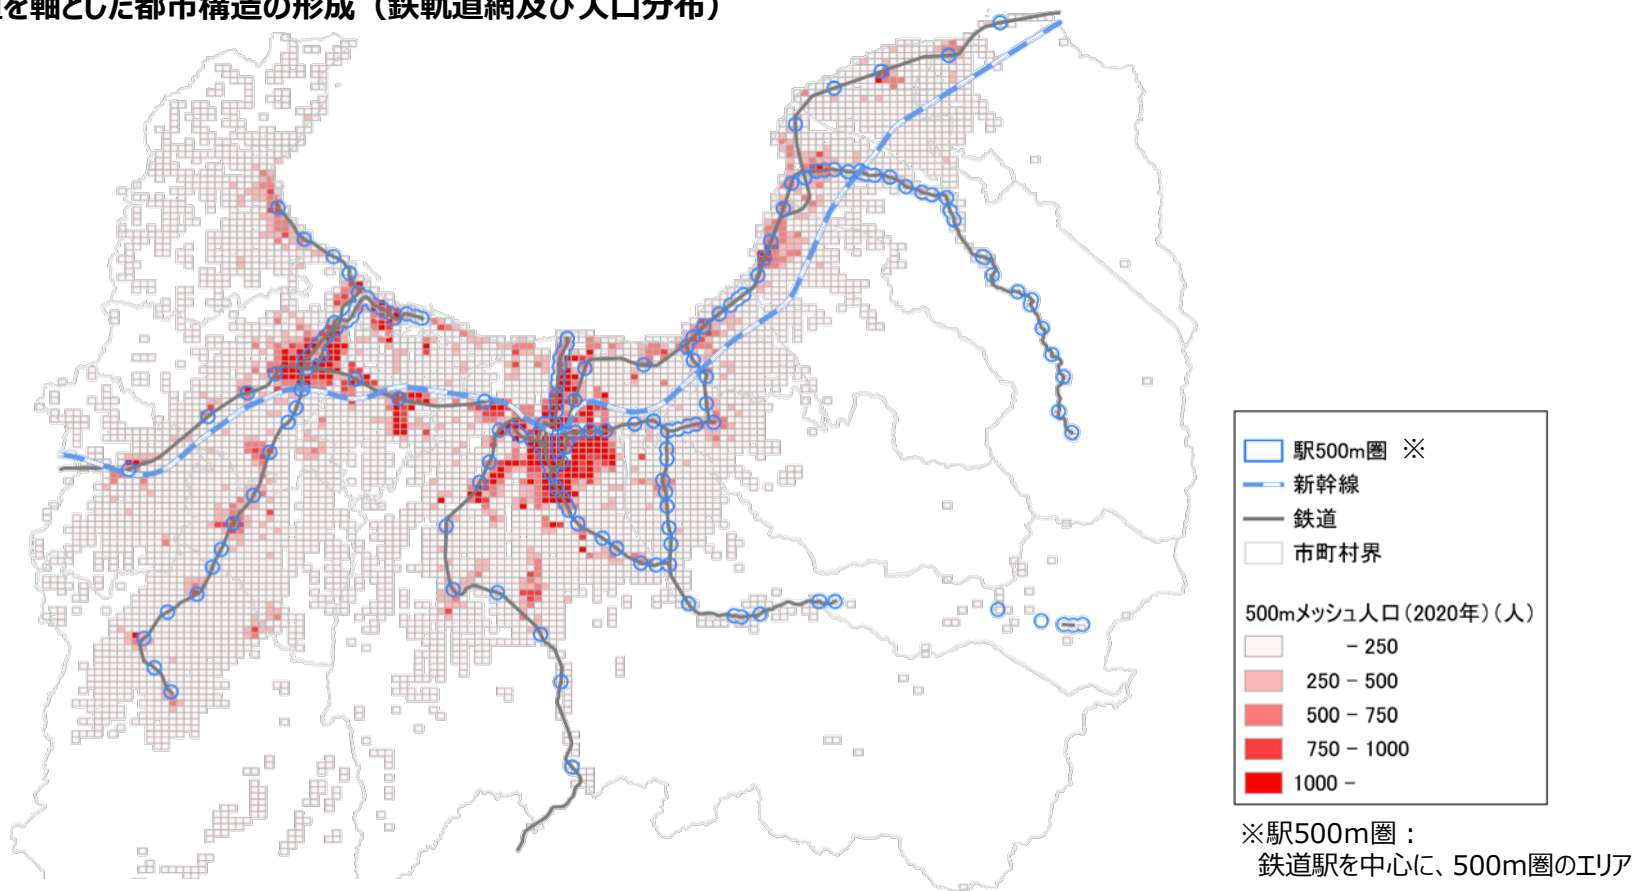 を軸とした都市構造の形成（鉄軌道網及び人口分布）
駅500m圏 ※
新幹線
鉄道
市町村界
500mメッシュ人口（2020年）（人）
－ 250
250 － 500
500 － 750
750 － 1000
1000 －
※駅500m圏：
鉄道駅を中心に、500m圏のエリア